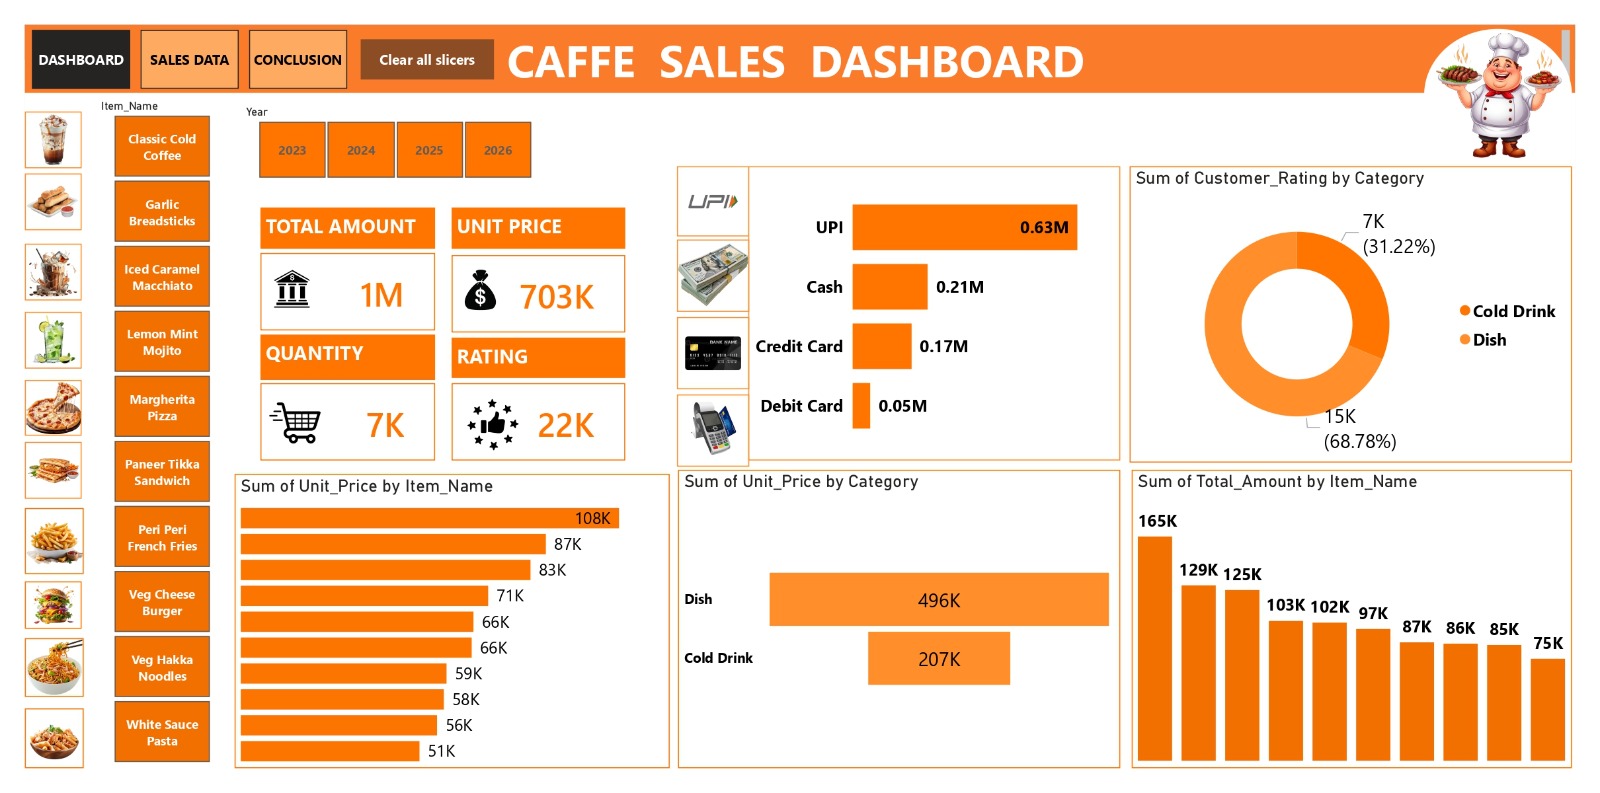 DASHBOARD
SALES DATA
CONCLUSION
Clear all slicers
CAFFE SALES DASHBOARD
Item_Name
Classic Cold
Coffee
Garlic
Breadsticks
Iced Caramel
Macchiato
Lemon Mint
Mojito
Margherita
Pizza
Paneer Tikka
Sandwich
Peri Peri
French Fries
Veg Cheese
Burger
Veg Hakka
Noodles
White Sauce
Pasta
Year
2023
2024
2025
2026
TOTAL AMOUNT
1M
UNIT PRICE
$
703K
QUANTITY
7K
RATING
22K
UPI
UPI
0.63M
Cash
0.21M
BANK NAME
Credit Card
0.17M
Debit Card
0.05M
Sum of Customer_Rating by Category
7K
(31.22%)
15K
(68.78%)
Cold Drink
Dish
Sum of Unit_Price by Item_Name
108K
87K
83K
71K
66K
66K
59K
58K
56K
51K
Sum of Unit_Price by Category
Dish
496K
Cold Drink
207K
Sum of Total_Amount by Item_Name
165K
129K
125K
103K
102K
97K
87K
86K
85K
75K